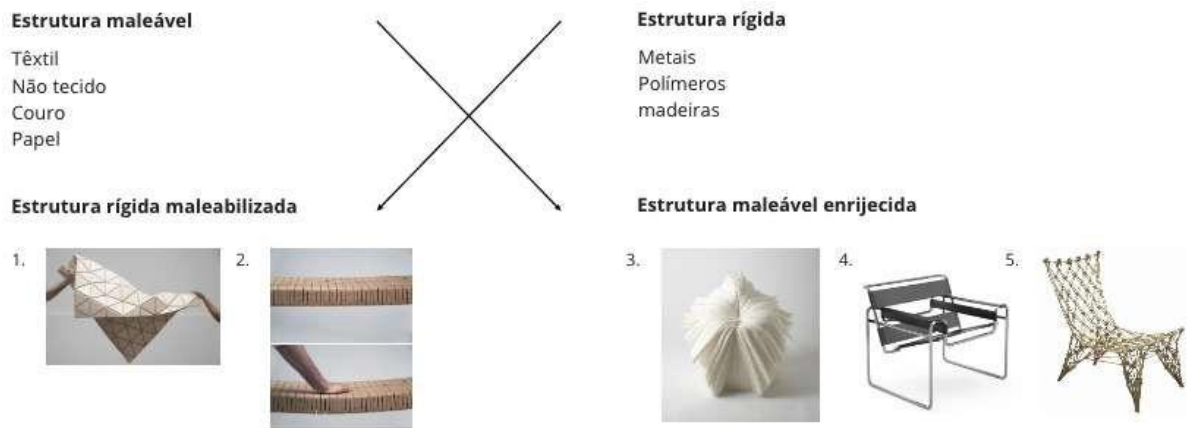 Estrutura maleável
Têxtil
Não tecido
Couro
Papel
Estrutura rígida
Metais
Polímeros
madeiras
Estrutura rígida maleabilizada
1.
2.
Estrutura maleável enrijecida
3.
4.
5.